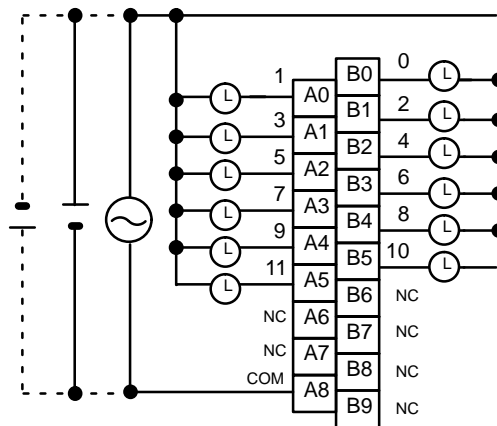 0
1 L A0 B0 L
2
3 L A1 B1 L
4
5 L A2 B2 L
6
7 L A3 B3 L
8
9 L A4 B4 L
10
11 L A5 B5 L
NC A6 B6 NC
NC A7 B7 NC
COM A8 B8 NC
B9 NC